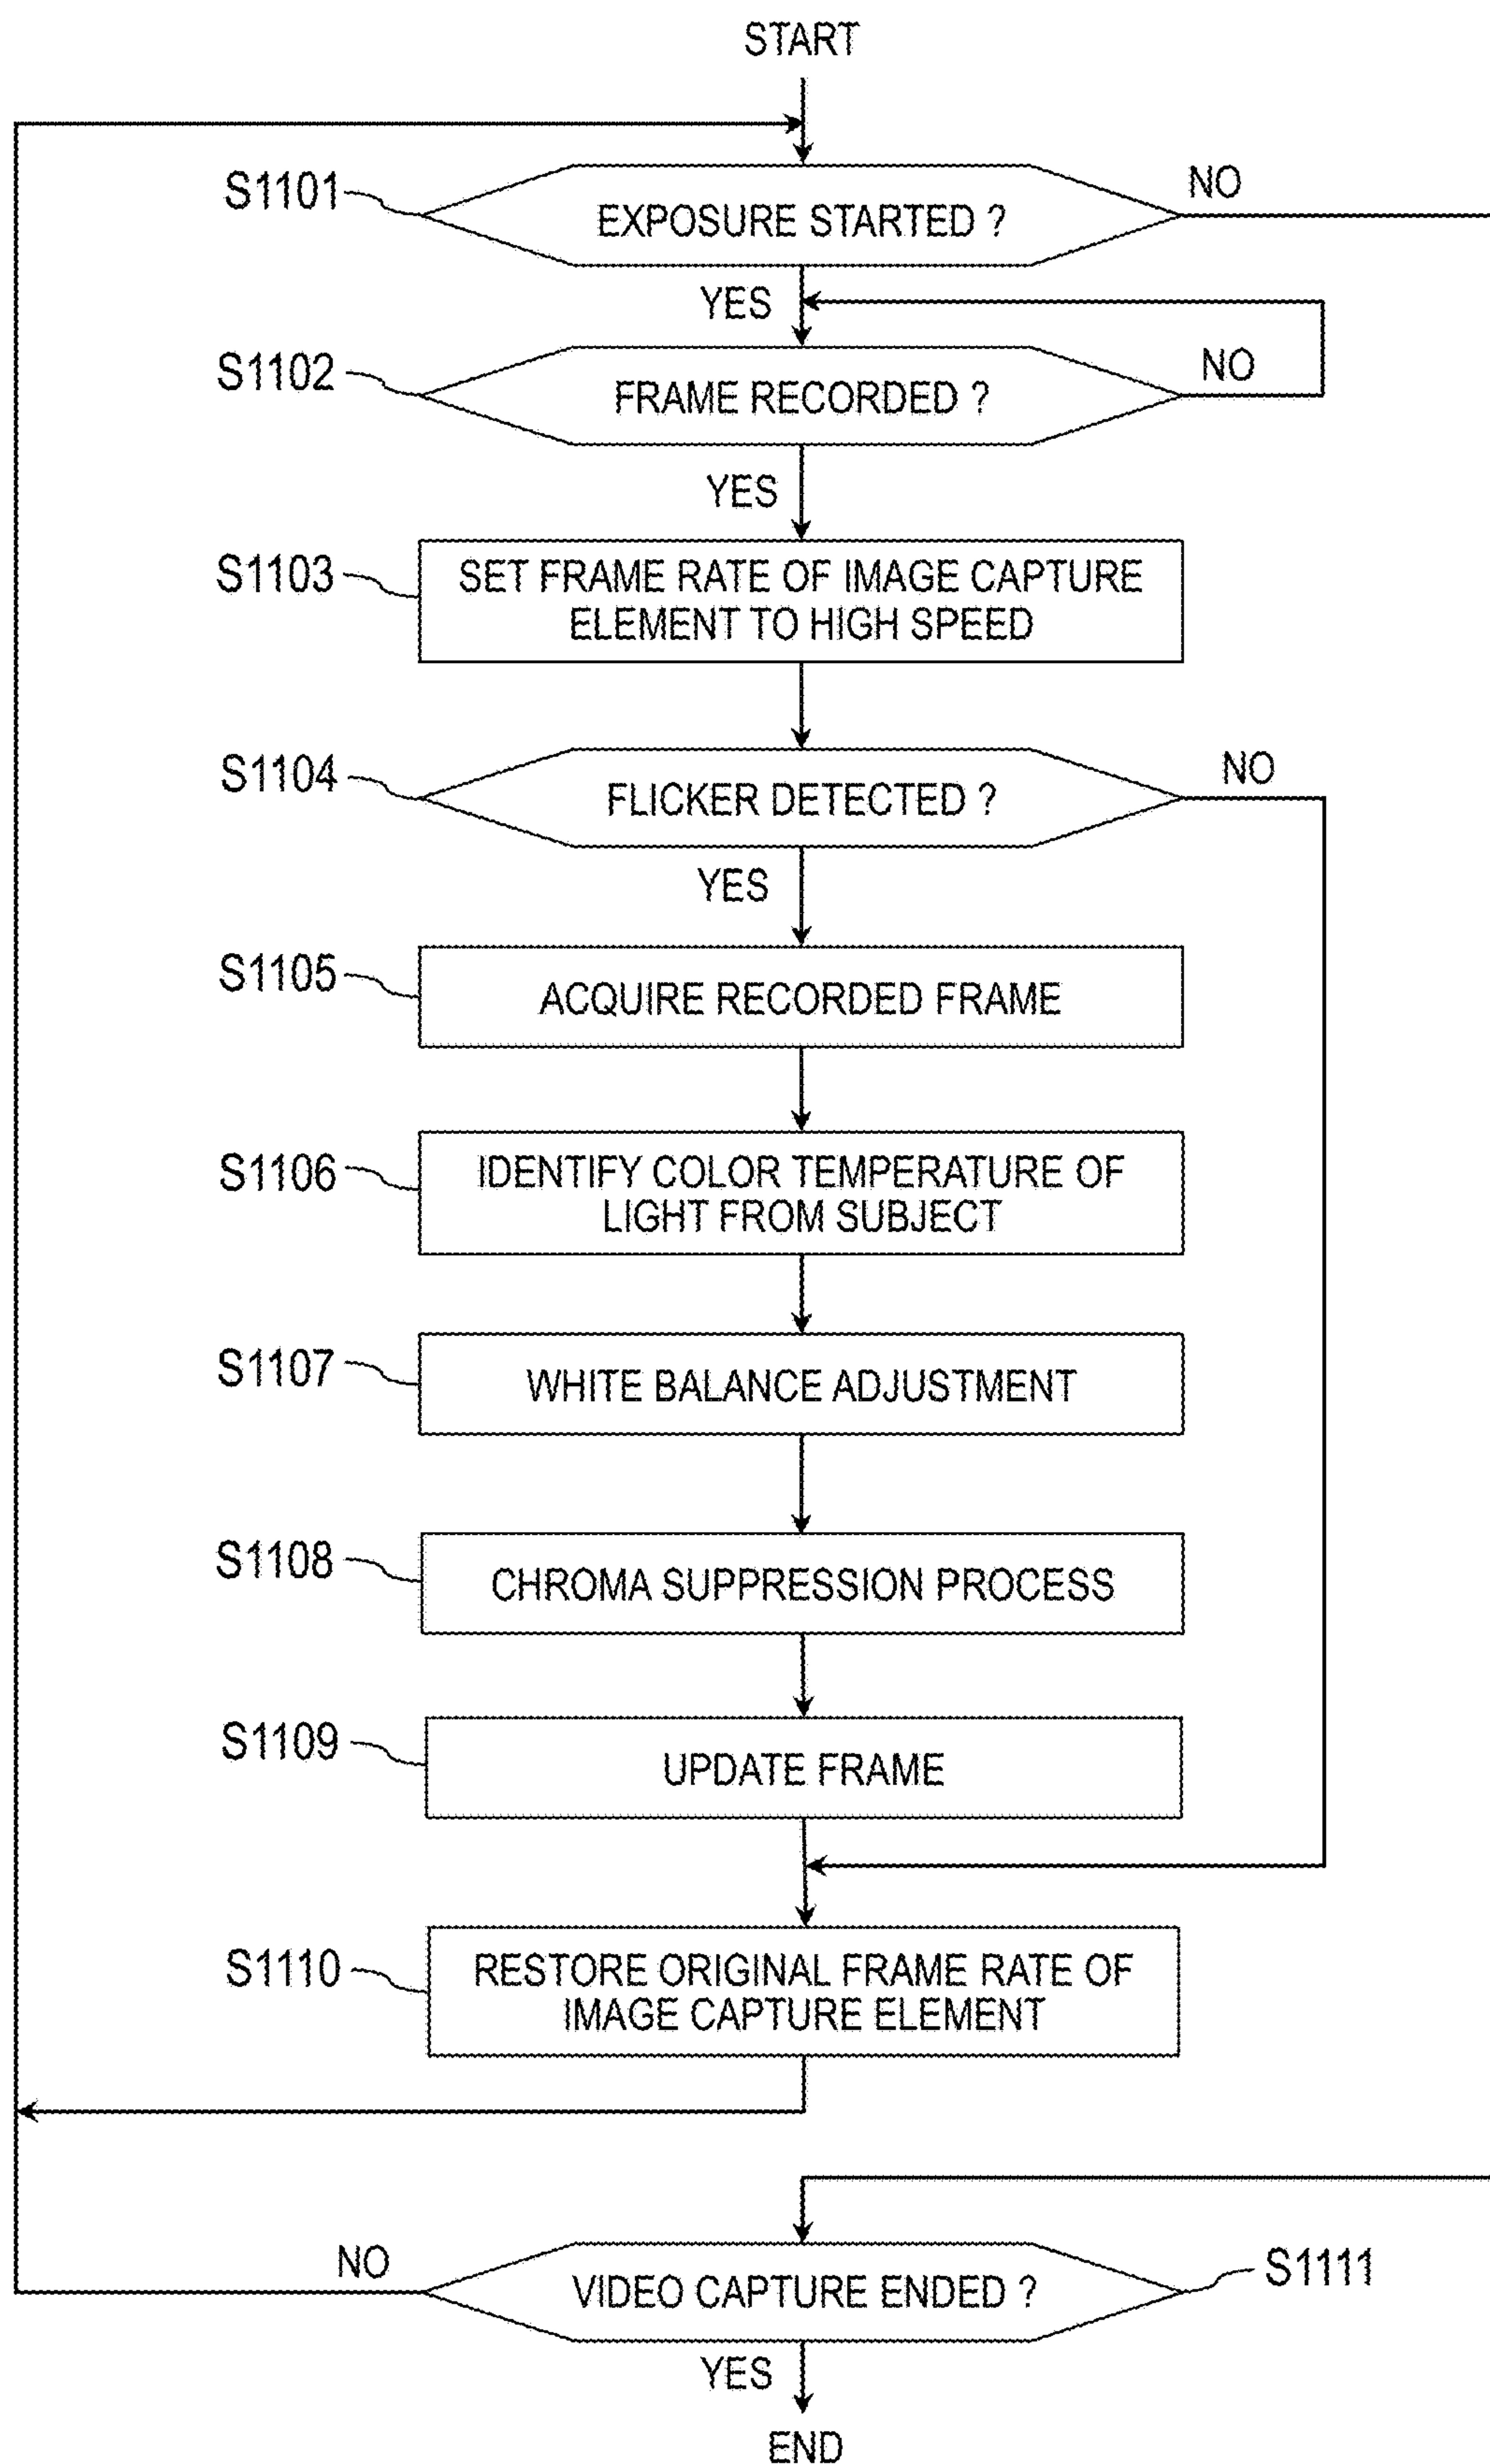 START
S1101
EXPOSURE STARTED ?
NO
YES
S1102
FRAME RECORDED ?
NO
YES
S1103
SET FRAME RATE OF IMAGE CAPTURE
ELEMENT TO HIGH SPEED
S1104
FLICKER DETECTED ?
NO
YES
S1105
ACQUIRE RECORDED FRAME
S1106
IDENTIFY COLOR TEMPERATURE OF
LIGHT FROM SUBJECT
S1107
WHITE BALANCE ADJUSTMENT
S1108
CHROMA SUPPRESSION PROCESS
S1109
UPDATE FRAME
S1110
RESTORE ORIGINAL FRAME RATE OF
IMAGE CAPTURE ELEMENT
NO
VIDEO CAPTURE ENDED ?
S1111
YES
END